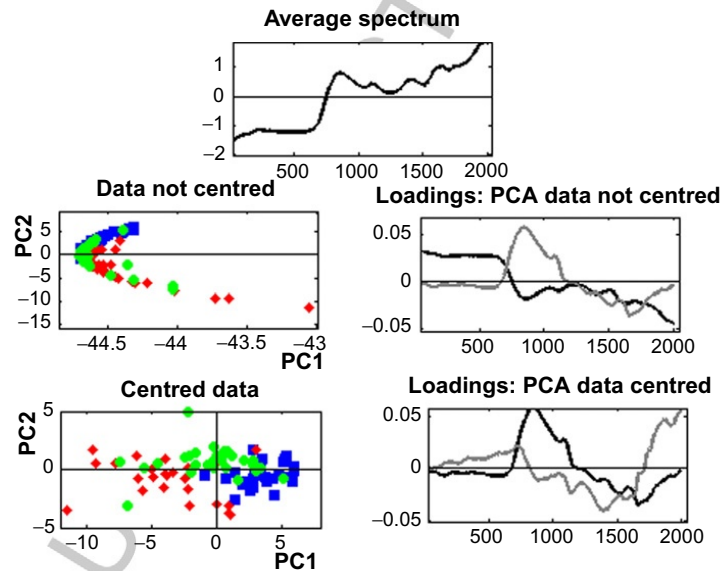 Average spectrum
1
0
−1
−2
500 1000 1500 2000
Data not centred
PC2
5
0
−5
−10
−15
−44.5 −44 −43.5 −43
PC1
Loadings: PCA data not centred
0.05
0
−0.05
500 1000 1500 2000
Centred data
PC2
5
0
−5
−10 −5 0 5
PC1
Loadings: PCA data centred
0.05
0
−0.05
500 1000 1500 2000